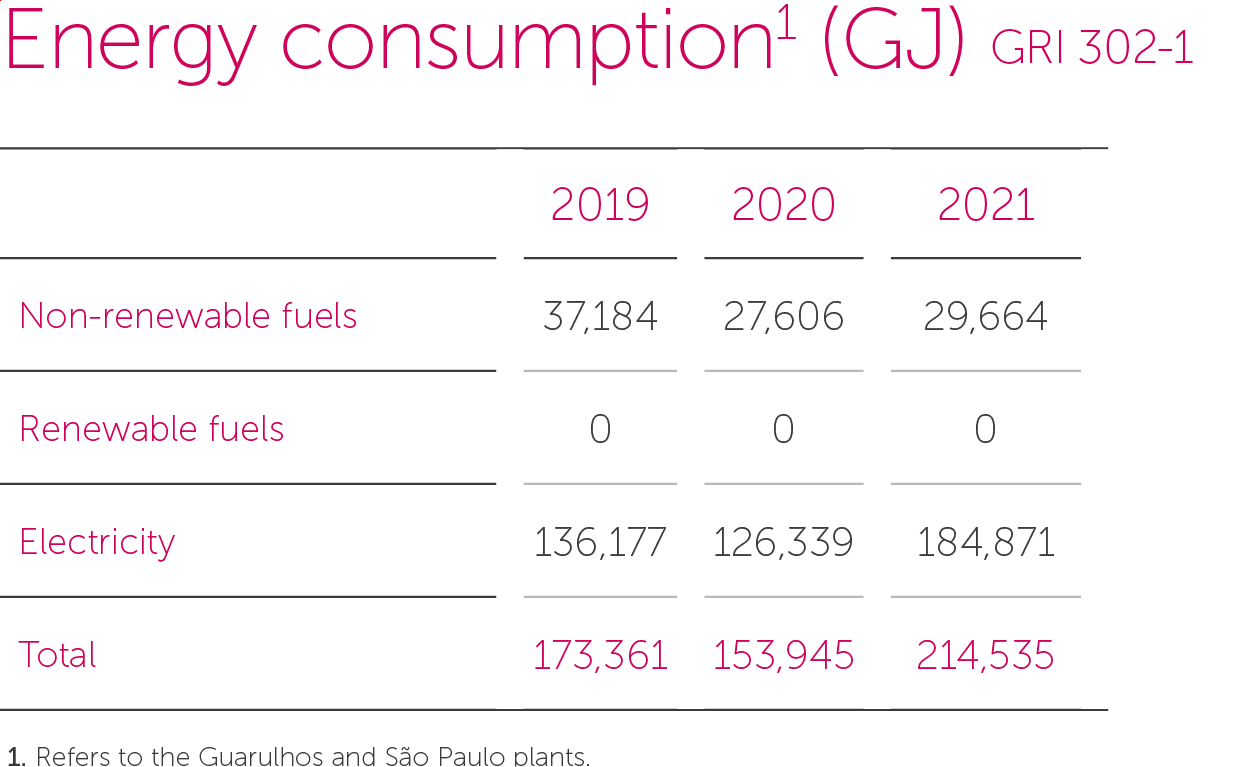 Energy consumption¹ (GJ) GRI 302-1
2019 2020 2021
Non-renewable fuels 37,184 27,606 29,664
Renewable fuels 0 0 0
Electricity 136,177 126,339 184,871
Total 173,361 153,945 214,535
1. Refers to the Guarulhos and São Paulo plants.